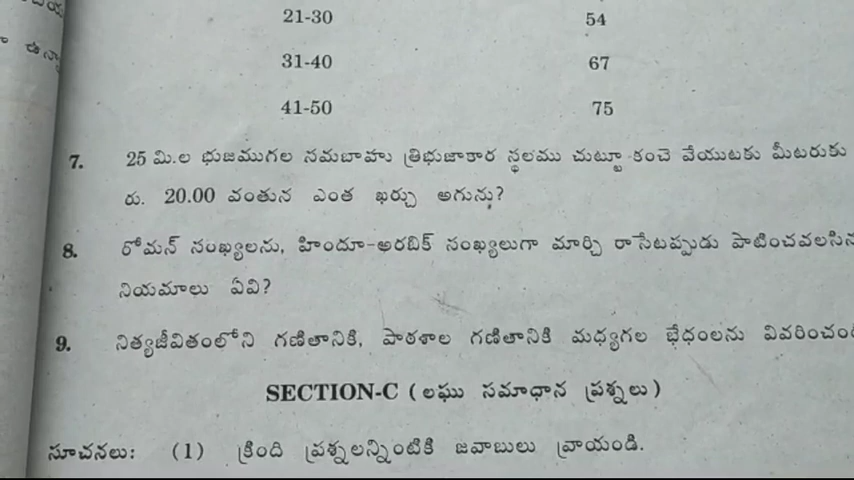 21-30 54
31-40 67
41-50 75
7. 25 మి.ల భుజముగల సమబాహు త్రిభుజాకార స్థలము చుట్టూ కంచె వేయుటకు మీటరుకు
రు. 20.00 వంతున ఎంత ఖర్చు అగును?
8. రోమన్ సంఖ్యలను, హిందూ-అరబిక్ సంఖ్యలుగా మార్చి రాసేటప్పుడు
నియమాలు ఏవి?
9. నిత్యజీవితంలోని గణితానికి, పాఠశాల గణితానికి మధ్యగల భేధంలను
SECTION-C ( లఘు సమాధాన ప్రశ్నలు )
సూచనలు: (1) క్రింది ప్రశ్నలన్నింటికి జవాబులు వ్రాయండి.